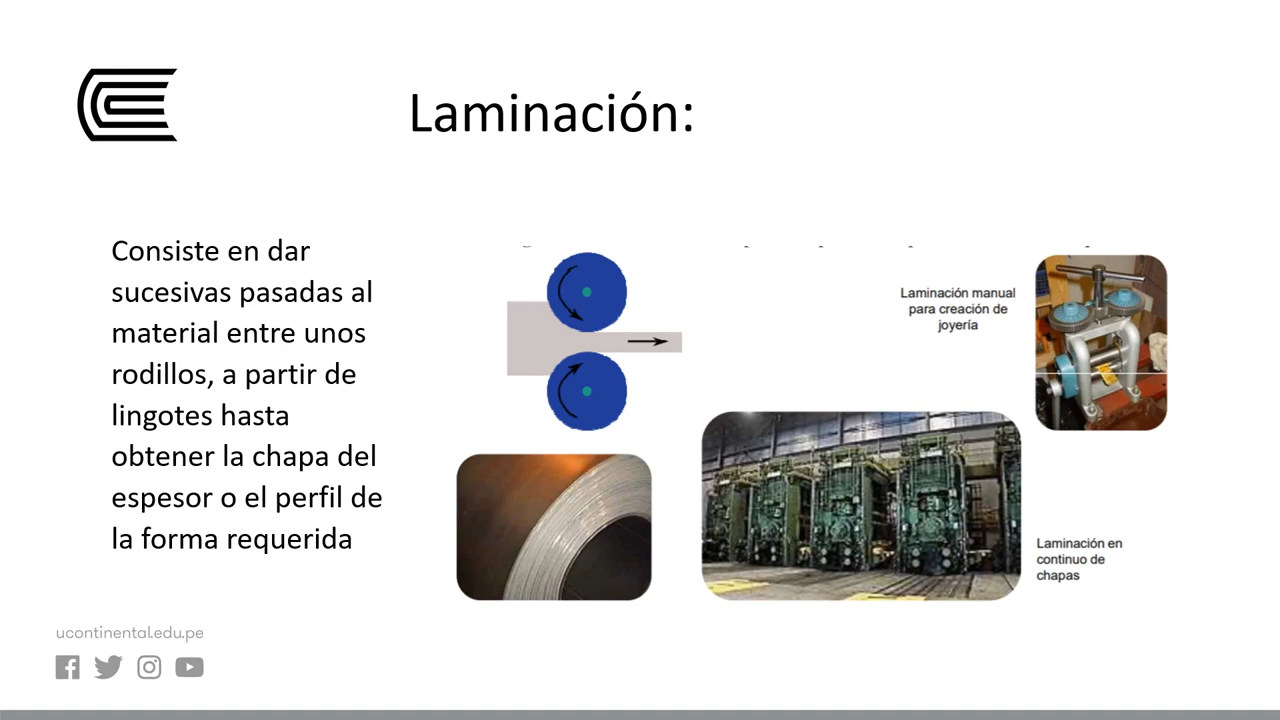 Laminación:
Consiste en dar
sucesivas pasadas al
material entre unos
rodillos, a partir de
lingotes hasta
obtener la chapa del
espesor o el perfil de
la forma requerida
Laminación manual
para creación de
joyería
Laminación en
continuo de
chapas
ucontinental.edu.pe